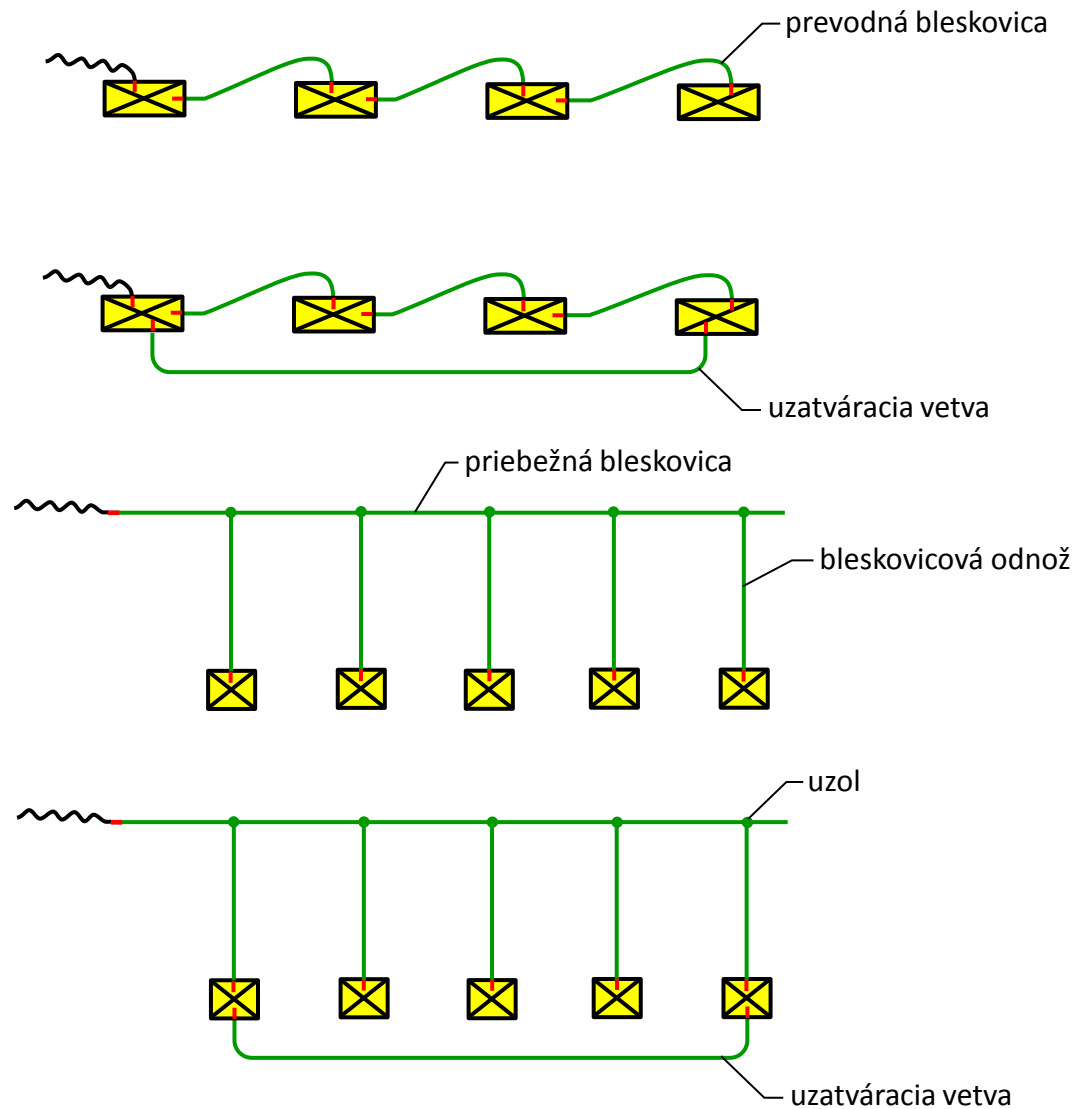 prevodná bleskovica
uzatváracia vetva
priebežná bleskovica
bleskovicová odnož
uzol
uzatváracia vetva